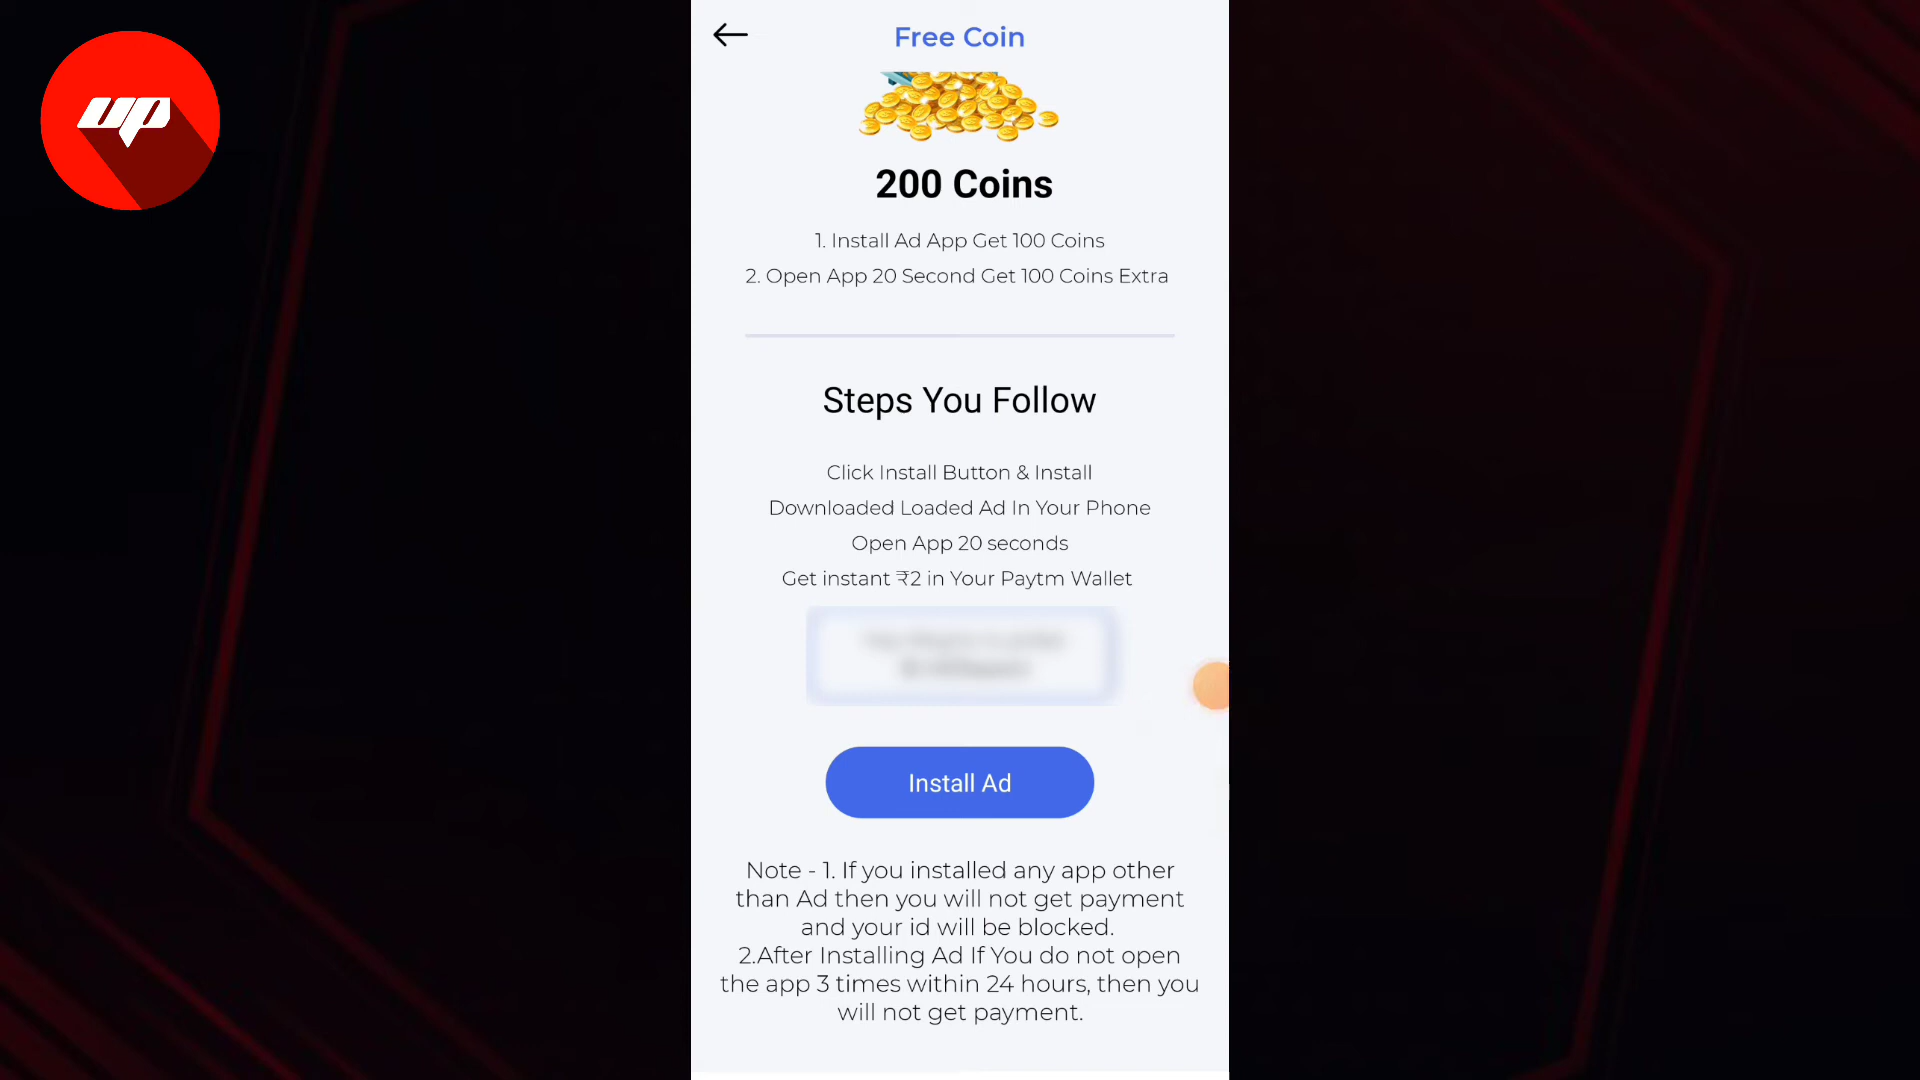 up
Free Coin
200 Coins
1. Install Ad App Get 100 Coins
2. Open App 20 Second Get 100 Coins Extra
Steps You Follow
Click Install Button & Install
Downloaded Loaded Ad In Your Phone
Open App 20 seconds
Get instant ₹2 in Your Paytm Wallet
Install Ad
Note - 1. If you installed any app other
than Ad then you will not get payment
and your id will be blocked.
2.After Installing Ad If You do not open
the app 3 times within 24 hours, then you
will not get payment.